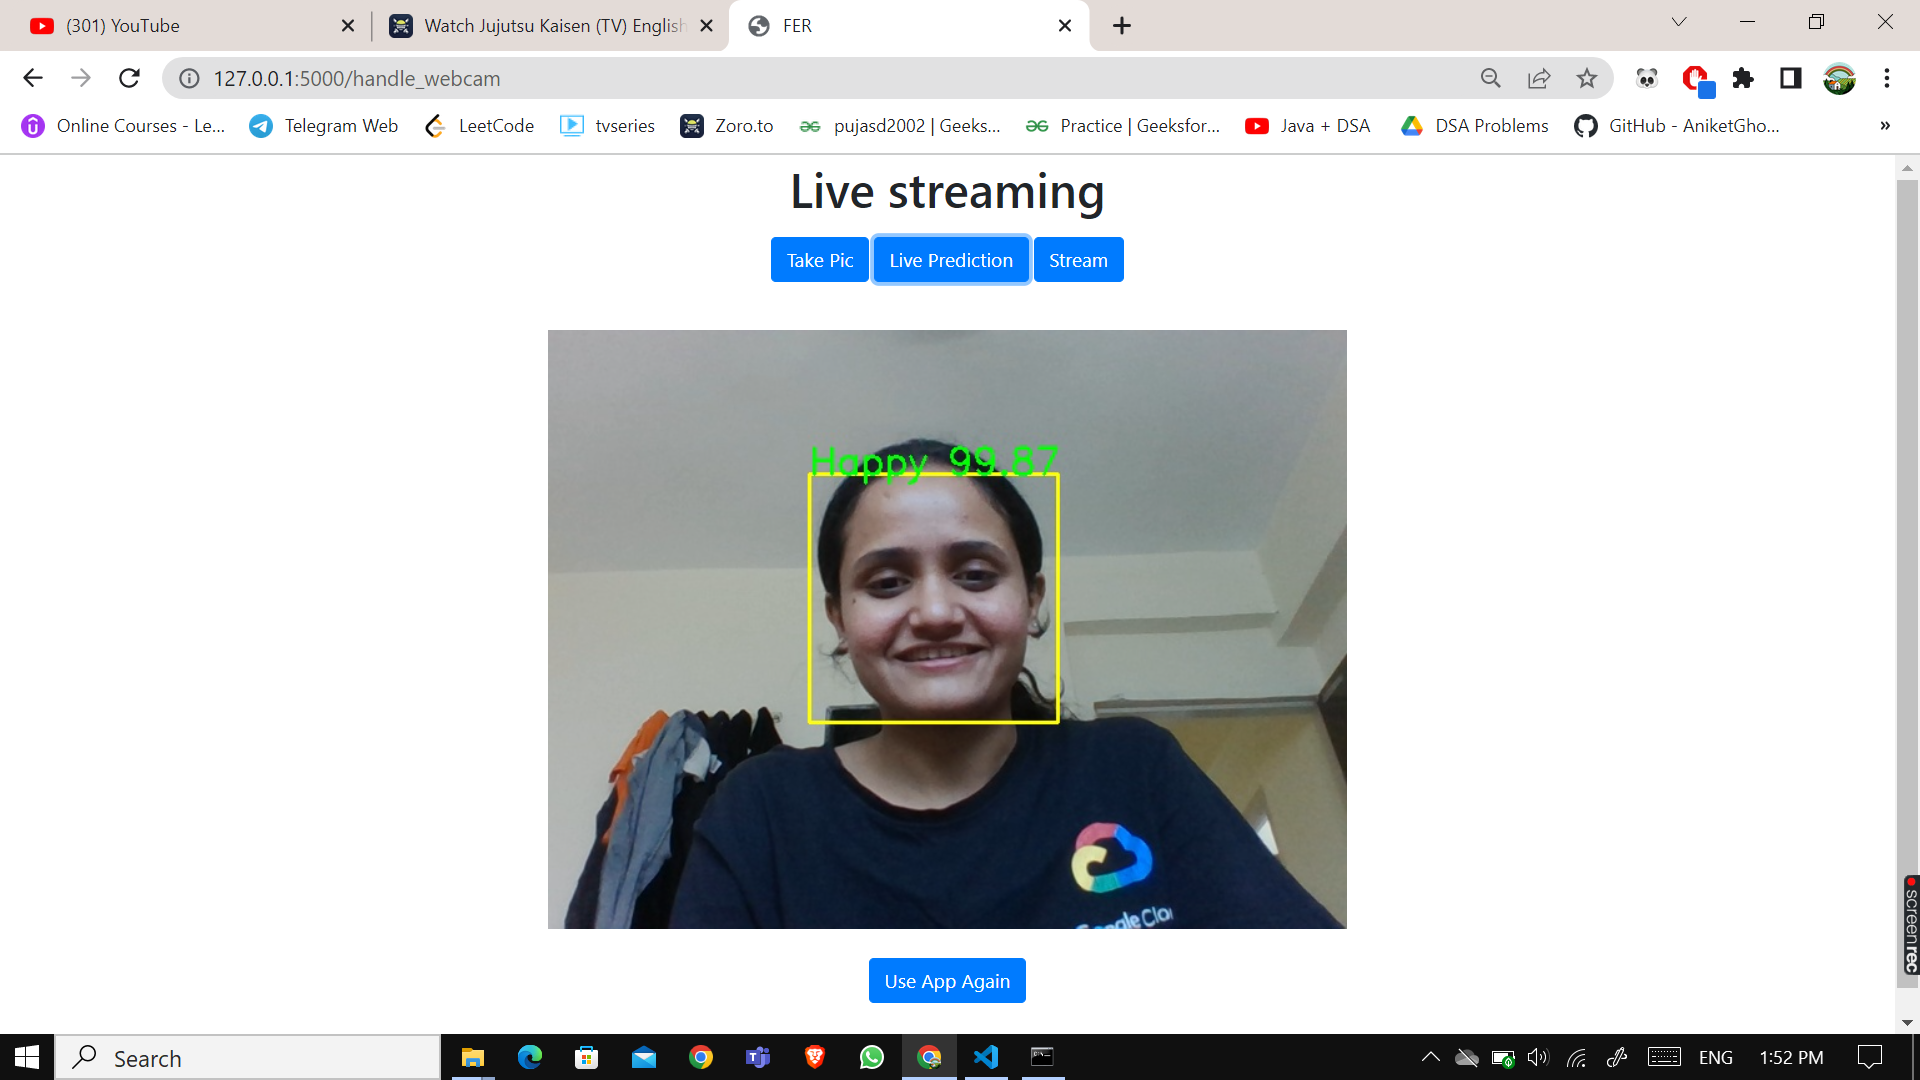 (301) YouTube
Watch Jujutsu Kaisen (TV) English
FER
127.0.0.1:5000/handle_webcam
Online Courses - Le...
Telegram Web
LeetCode
tvseries
Zoro.to
pujasd2002 | Geeks...
Practice | Geeksfor...
Java + DSA
DSA Problems
GitHub - AniketGho...
Live streaming
Take Pic
Live Prediction
Stream
Happy 99.87
Google Clo
screenrec
Use App Again
Search
ENG
1:52 PM